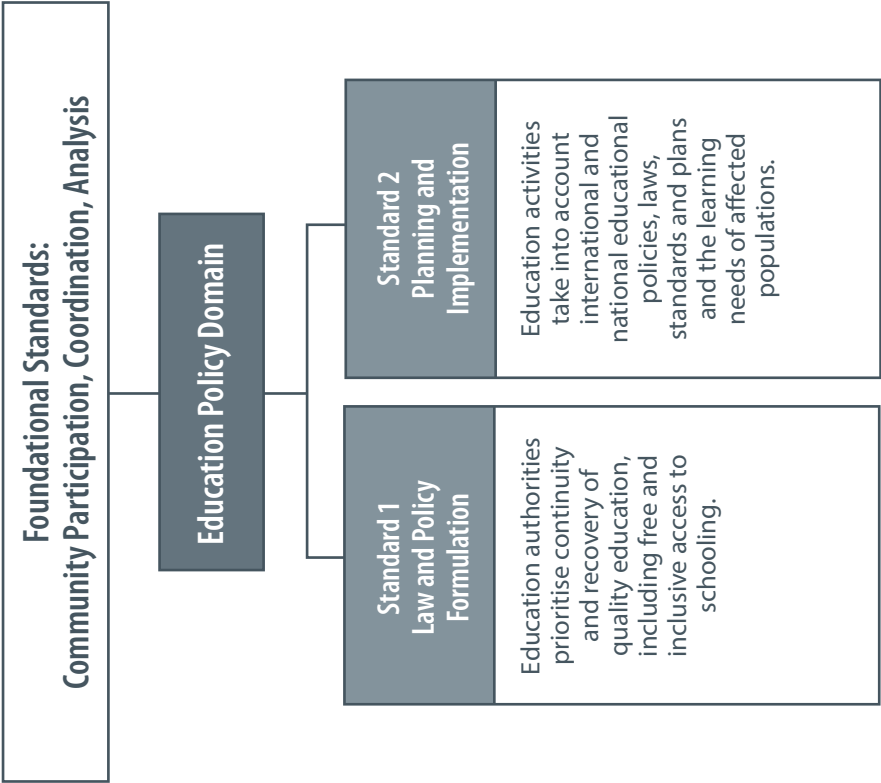 Foundational Standards:
Community Participation, Coordination, Analysis
Education Policy Domain
Standard 1
Law and Policy
Formulation
Education authorities
prioritise continuity
and recovery of
quality education,
including free and
inclusive access to
schooling.
Standard 2
Planning and
Implementation
Education activities
take into account
international and
national educational
policies, laws,
standards and plans
and the learning
needs of affected
populations.